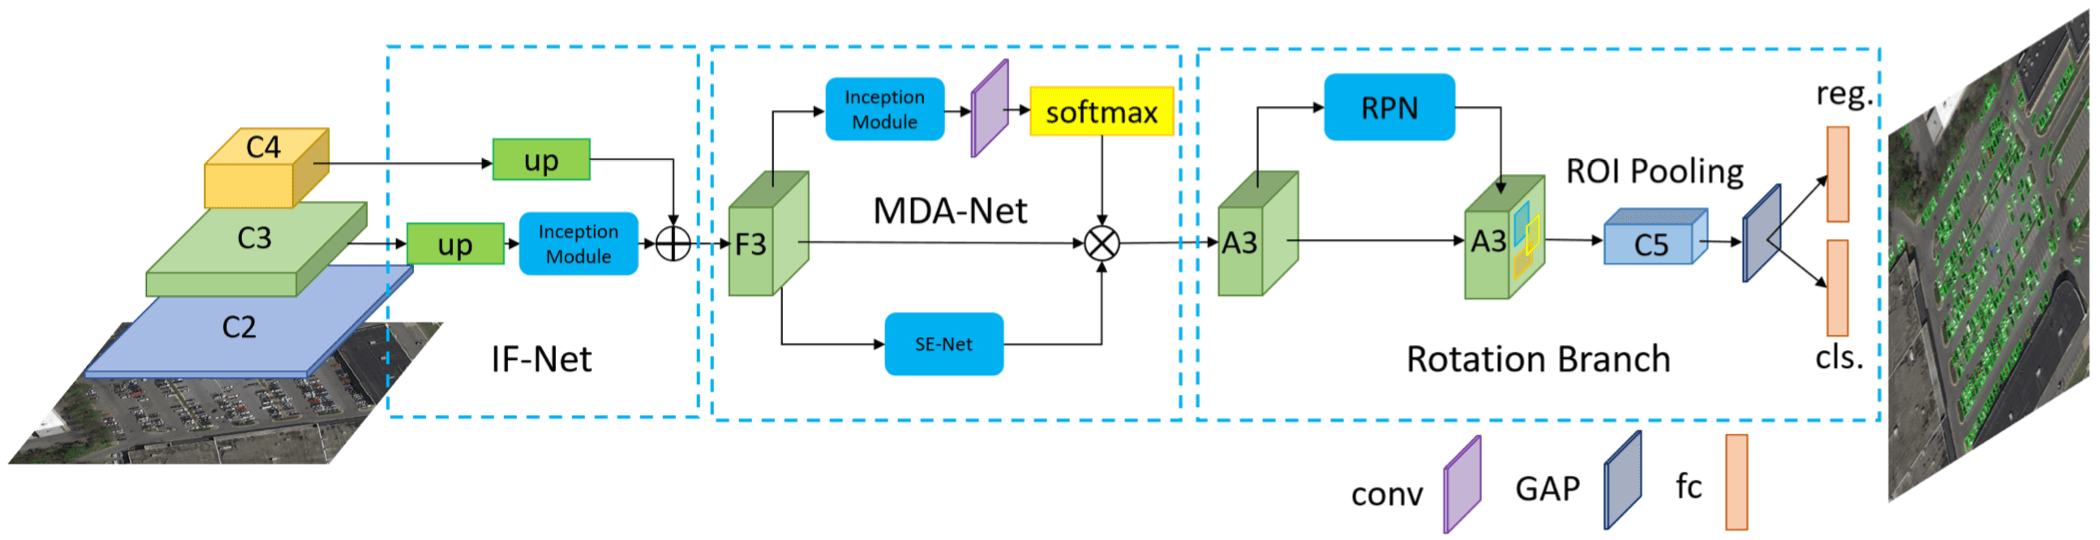 C4
C3
C2
up
up
Inception
Module
IF-Net
F3
Inception
Module
softmax
MDA-Net
SE-Net
A3
RPN
A3
ROI Pooling
C5
reg.
cls.
Rotation Branch
conv
GAP
fc